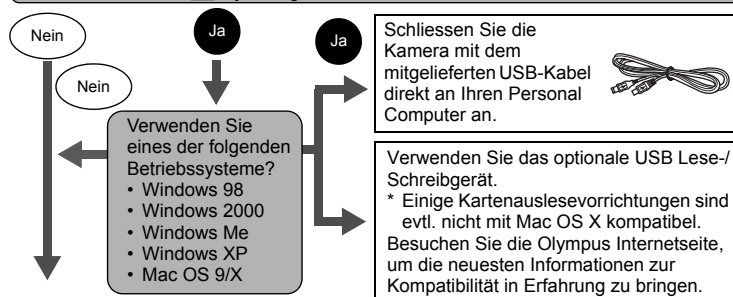 Nein
Ja
Ja
Nein
Verwenden Sie
eines der folgenden
Betriebssysteme?
• Windows 98
• Windows 2000
• Windows Me
• Windows XP
• Mac OS 9/X
Schliessen Sie die
Kamera mit dem
mitgelieferten USB-Kabel
direkt an Ihren Personal
Computer an.
Verwenden Sie das optionale USB Lese-/
Schreibgerät.
* Einige Kartenauslesevorrichtungen sind
evtl. nicht mit Mac OS X kompatibel.
Besuchen Sie die Olympus Internetseite,
um die neuesten Informationen zur
Kompatibilität in Erfahrung zu bringen.